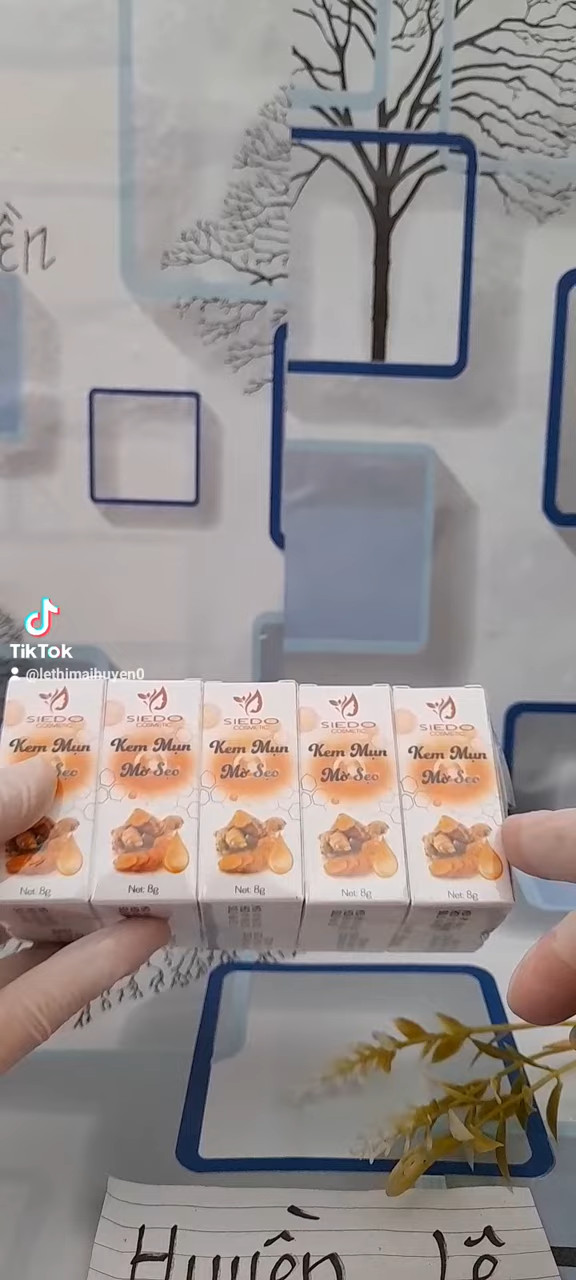 ền
TikTok
@lethimaihuyen0
SIEDO
COSMETIC
Kem Mụn
Sẹo
Net: 8g
SIEDO
COSMETIC
Kem Mụn
Mờ Sẹo
Net: 8g
SIEDO
COSMETIC
Kem Mụn
Mờ Sẹo
Net: 8g
SIEDO
COSMETIC
Kem Mụn
Mờ Sẹo
Net: 8g
SIEDO
COSMETIC
Kem Mụn
Mờ Sẹo
Net: 8g
Huyền Lê